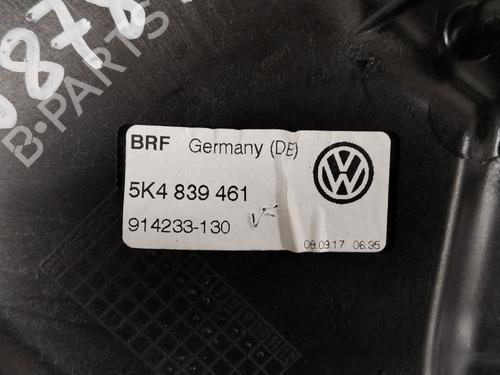 B-PARTS
BRF Germany (DE)
5K4 839 461
914233-130
08.09.17 06:35